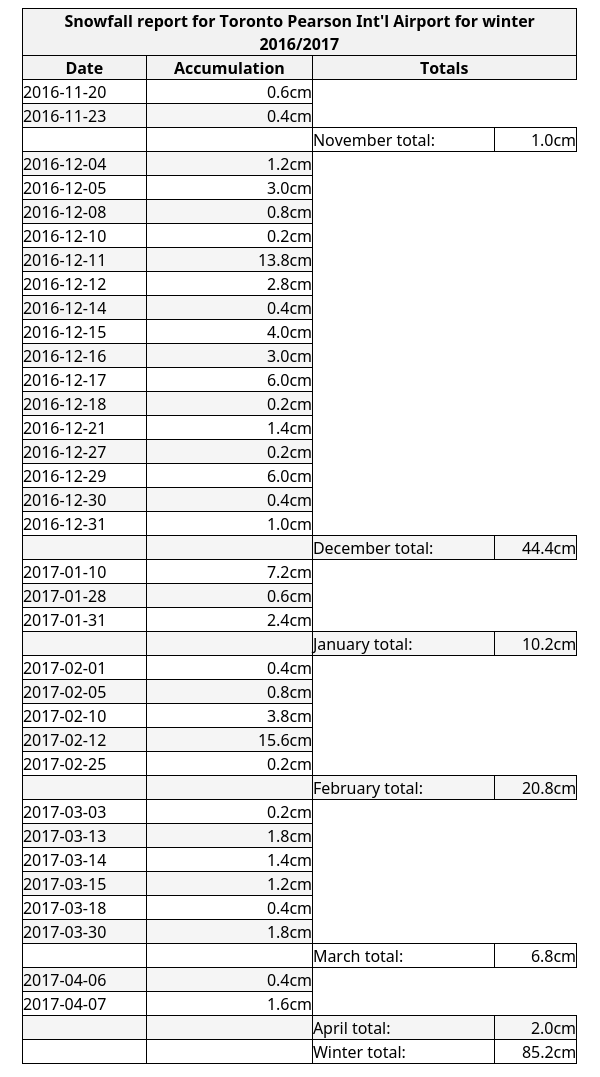 Snowfall report for Toronto Pearson Int'l Airport for winter
2016/2017
Date Accumulation Totals
2016-11-20 0.6cm
2016-11-23 0.4cm
November total: 1.0cm
2016-12-04 1.2cm
2016-12-05 3.0cm
2016-12-08 0.8cm
2016-12-10 0.2cm
2016-12-11 13.8cm
2016-12-12 2.8cm
2016-12-14 0.4cm
2016-12-15 4.0cm
2016-12-16 3.0cm
2016-12-17 6.0cm
2016-12-18 0.2cm
2016-12-21 1.4cm
2016-12-27 0.2cm
2016-12-29 6.0cm
2016-12-30 0.4cm
2016-12-31 1.0cm
December total: 44.4cm
2017-01-10 7.2cm
2017-01-28 0.6cm
2017-01-31 2.4cm
January total: 10.2cm
2017-02-01 0.4cm
2017-02-05 0.8cm
2017-02-10 3.8cm
2017-02-12 15.6cm
2017-02-25 0.2cm
February total: 20.8cm
2017-03-03 0.2cm
2017-03-13 1.8cm
2017-03-14 1.4cm
2017-03-15 1.2cm
2017-03-18 0.4cm
2017-03-30 1.8cm
March total: 6.8cm
2017-04-06 0.4cm
2017-04-07 1.6cm
April total: 2.0cm
Winter total: 85.2cm